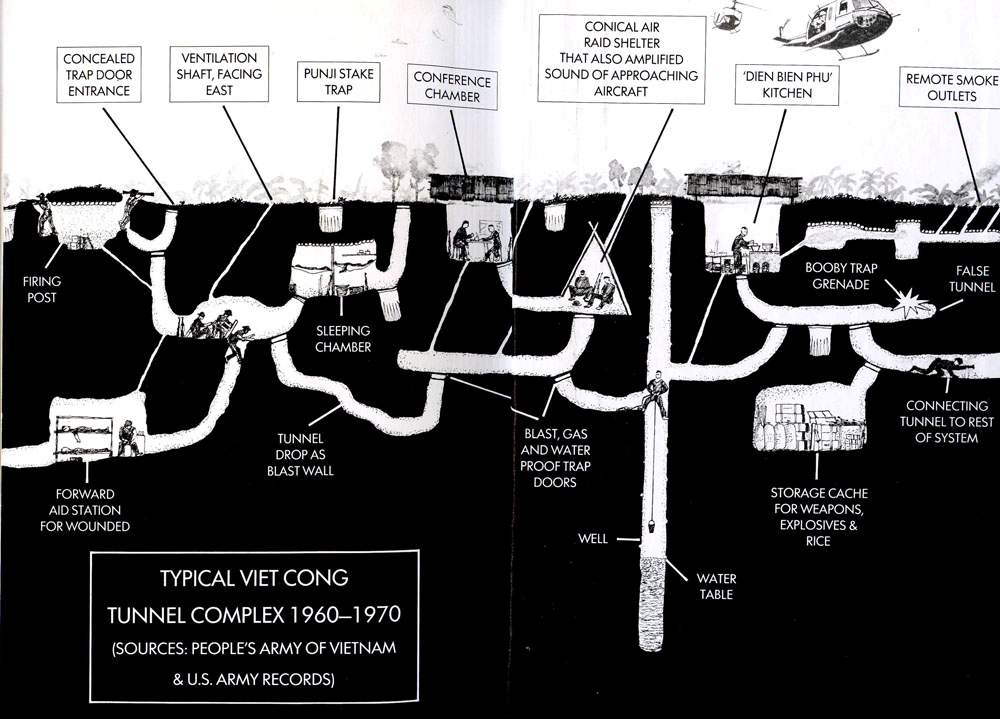 CONCEALED
TRAP DOOR
ENTRANCE
VENTILATION
SHAFT, FACING
EAST
PUNJI STAKE
TRAP
CONFERENCE
CHAMBER
CONICAL AIR
RAID SHELTER
THAT ALSO AMPLIFIED
SOUND OF APPROACHING
AIRCRAFT
‘DIEN BIEN PHU’
KITCHEN
REMOTE SMOKE
OUTLETS
FIRING
POST
SLEEPING
CHAMBER
BOOBY TRAP
GRENADE
FALSE
TUNNEL
TUNNEL
DROP AS
BLAST WALL
BLAST, GAS
AND WATER
PROOF TRAP
DOORS
CONNECTING
TUNNEL TO REST
OF SYSTEM
FORWARD
AID STATION
FOR WOUNDED
STORAGE CACHE
FOR WEAPONS,
EXPLOSIVES &
RICE
WELL
WATER
TABLE
TYPICAL VIET CONG
TUNNEL COMPLEX 1960–1970
(SOURCES: PEOPLE’S ARMY OF VIETNAM
& U.S. ARMY RECORDS)